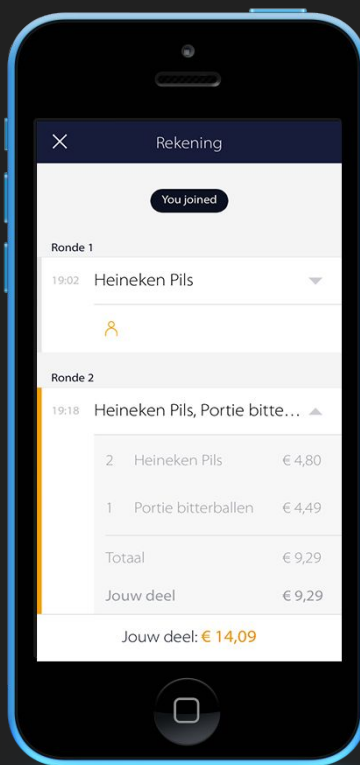 Rekening
You joined
Ronde 1
19:02 Heineken Pils
Ronde 2
19:18 Heineken Pils, Portie bitte...
2 Heineken Pils € 4,80
1 Portie bitterballen € 4,49
Totaal € 9,29
Jouw deel € 9,29
Jouw deel: € 14,09